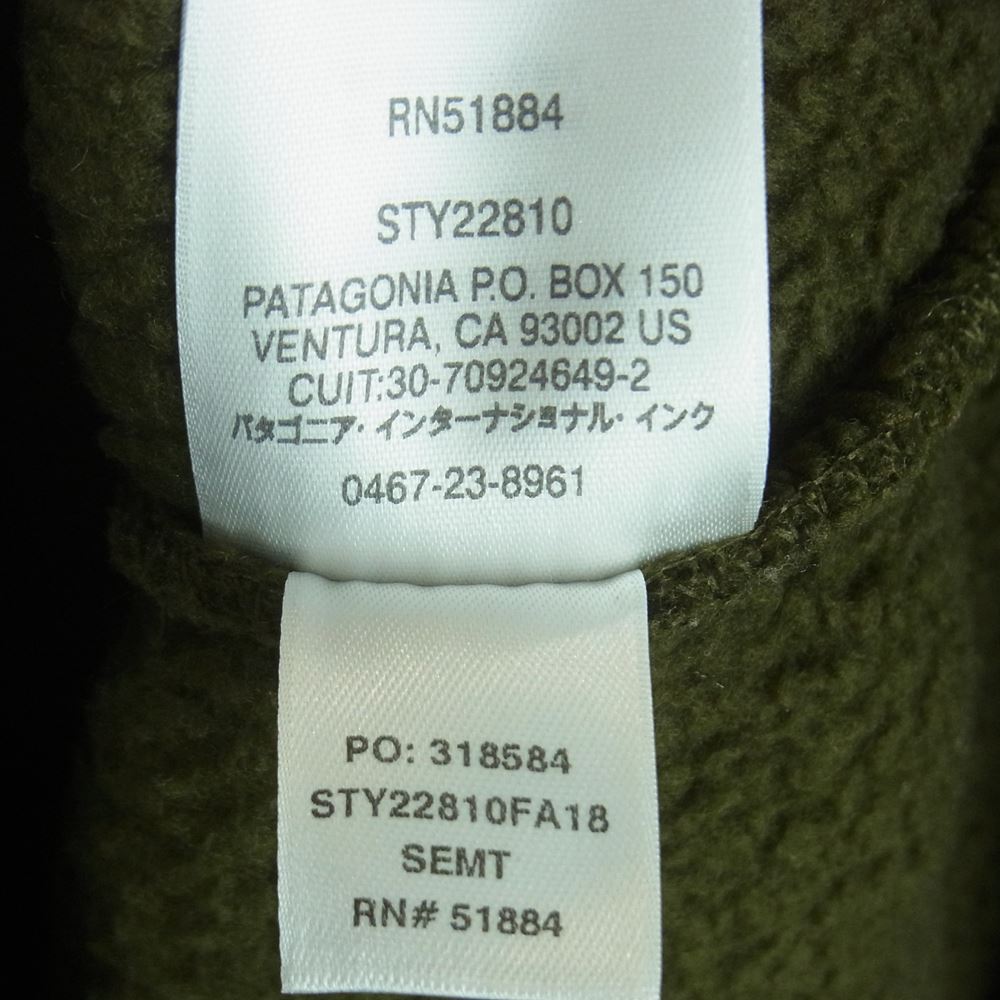 RN51884
STY22810
PATAGONIA P.O. BOX 150
VENTURA, CA 93002 US
CUIT:30-70924649-2
パタゴニア・インターナショナル・インク
0467-23-8961
PO: 318584
STY22810FA18
SEMT
RN# 51884